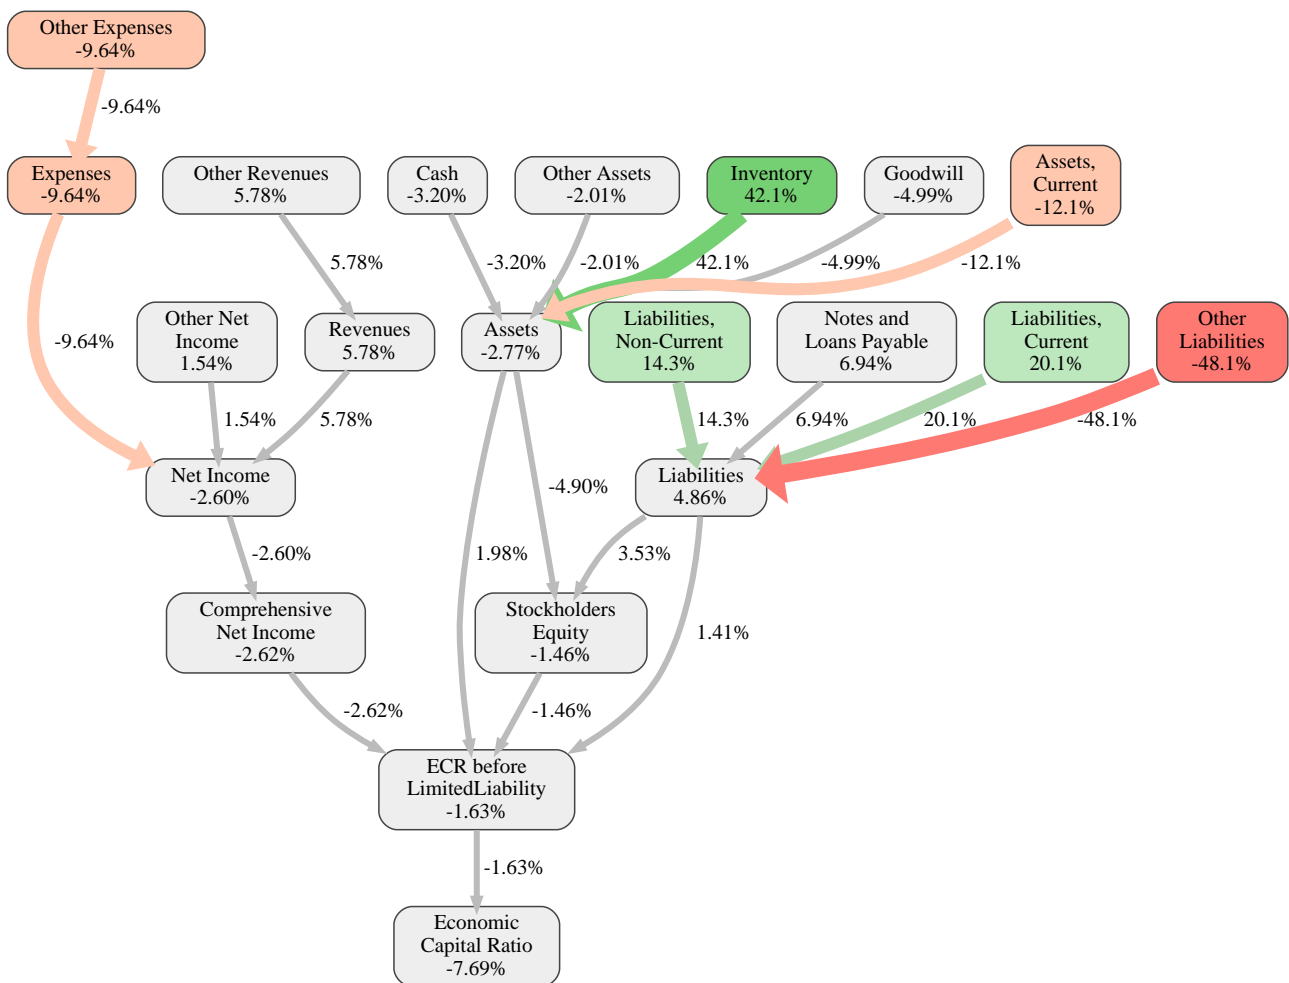 Other Expenses
-9.64%
-9.64%
Expenses
-9.64%
Other Revenues
5.78%
Cash
-3.20%
Other Assets
-2.01%
Inventory
42.1%
Goodwill
-4.99%
Assets,
Current
-12.1%
5.78%
-3.20%
-2.01%
42.1%
-4.99%
-12.1%
-9.64%
Other Net
Income
1.54%
Revenues
5.78%
Assets
-2.77%
Liabilities,
Non-Current
14.3%
Notes and
Loans Payable
6.94%
Liabilities,
Current
20.1%
Other
Liabilities
-48.1%
1.54%
5.78%
14.3%
6.94%
20.1%
-48.1%
Net Income
-2.60%
-4.90%
Liabilities
4.86%
-2.60%
1.98%
3.53%
Comprehensive
Net Income
-2.62%
Stockholders
Equity
-1.46%
1.41%
-2.62%
-1.46%
ECR before
LimitedLiability
-1.63%
-1.63%
Economic
Capital Ratio
-7.69%